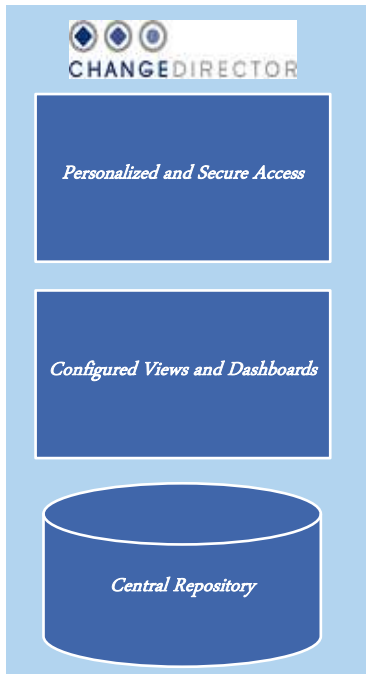 CHANGEDIRECTOR
Personalized and Secure Access
Configured Views and Dashboards
Central Repository